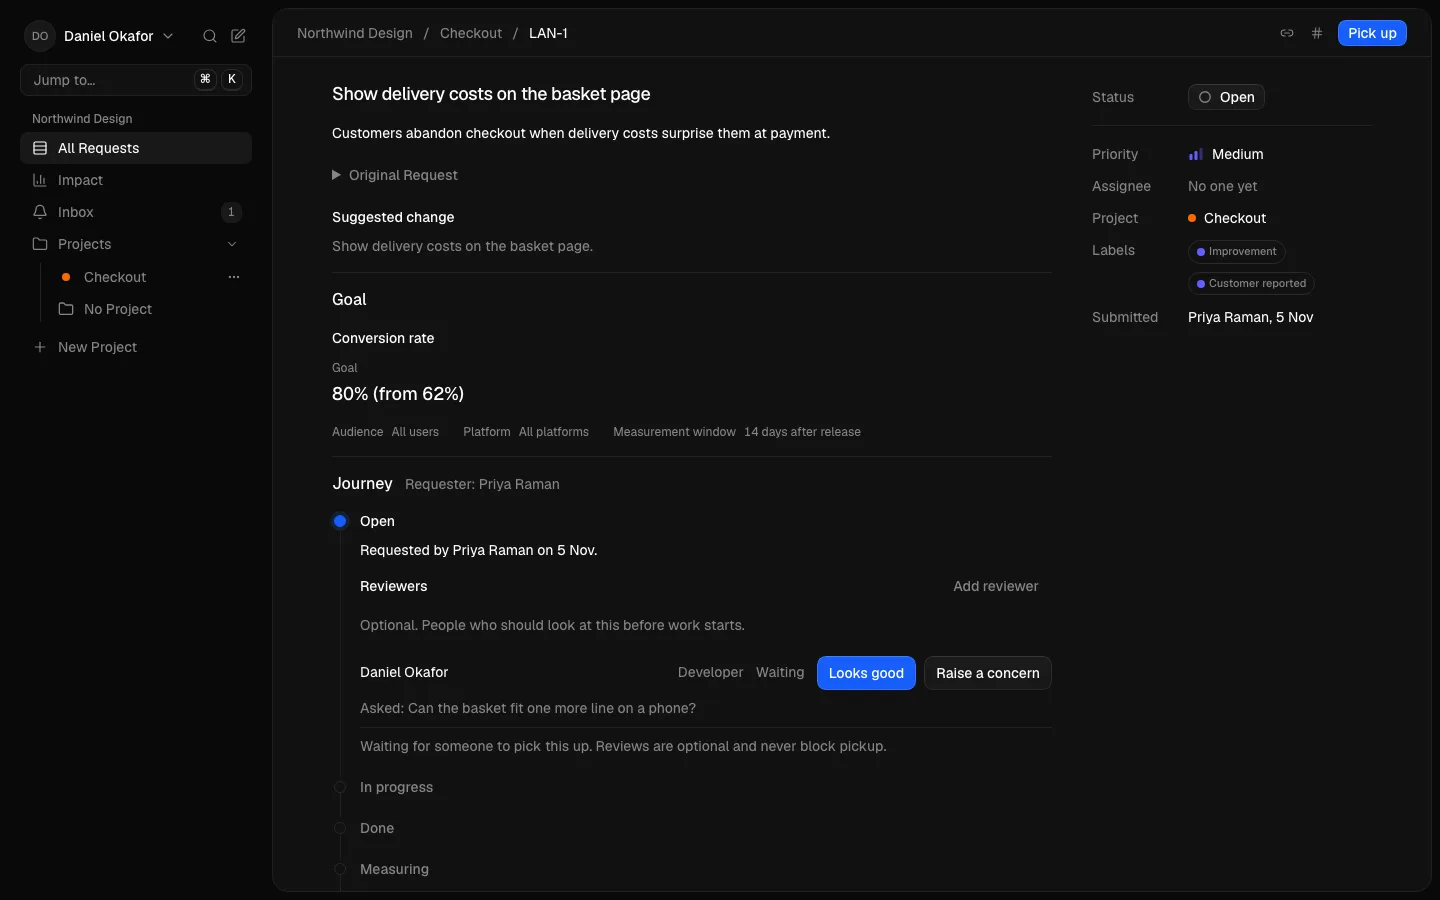 DO Daniel Okafor
Jump to... ⌘ K
Northwind Design
All Requests
Impact
Inbox 1
Projects
Checkout ...
No Project
New Project
Northwind Design / Checkout / LAN-1
Pick up
Show delivery costs on the basket page
Customers abandon checkout when delivery costs surprise them at payment.
Original Request
Suggested change
Show delivery costs on the basket page.
Goal
Conversion rate
Goal
80% (from 62%)
Audience All users Platform All platforms Measurement window 14 days after release
Journey Requester: Priya Raman
Open
Requested by Priya Raman on 5 Nov.
Reviewers Add reviewer
Optional. People who should look at this before work starts.
Daniel Okafor Developer Waiting Looks good Raise a concern
Asked: Can the basket fit one more line on a phone?
Waiting for someone to pick this up. Reviews are optional and never block pickup.
In progress
Done
Measuring
Status Open
Priority Medium
Assignee No one yet
Project Checkout
Labels Improvement
Customer reported
Submitted Priya Raman, 5 Nov